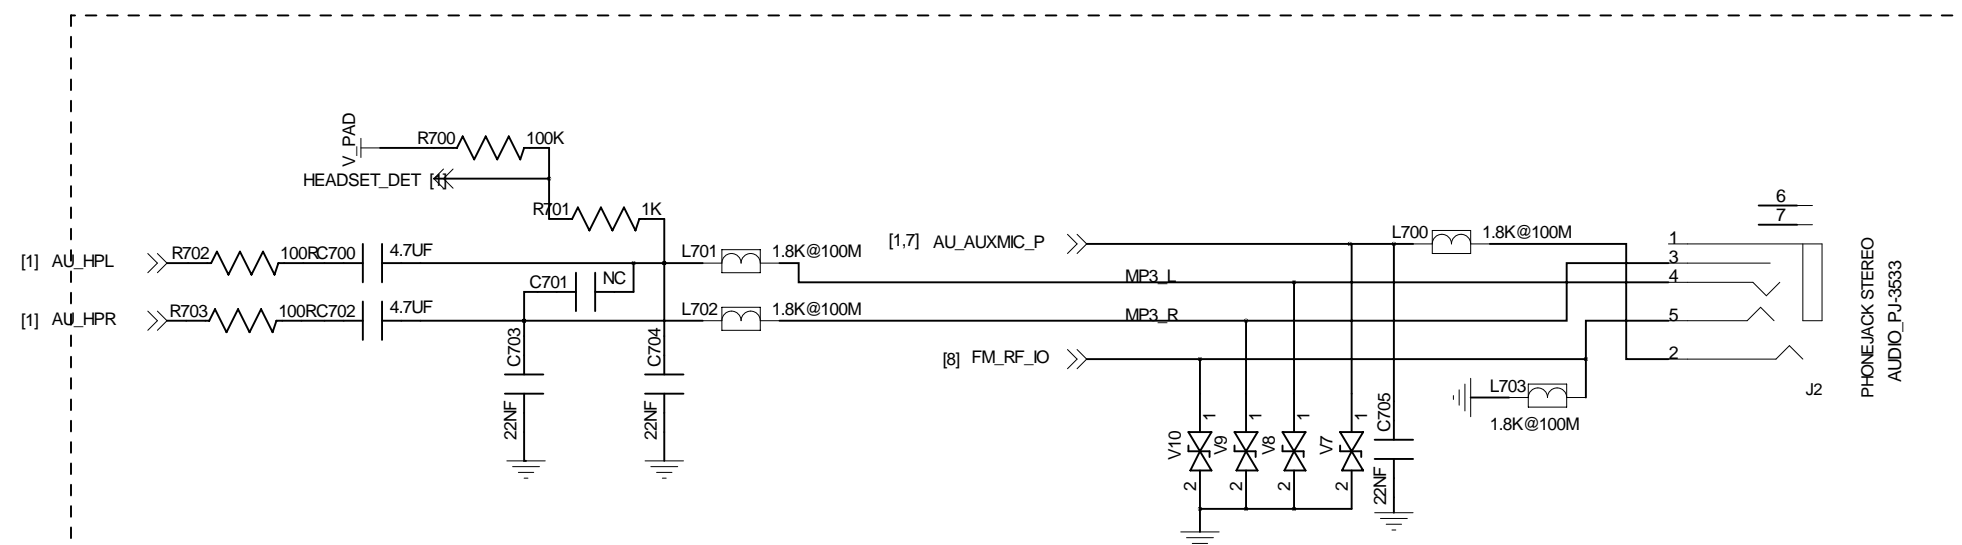 V_PAD
R700 100K
HEADSET_DET [1]
R701 1K
6
7
[1] AU_HPL R702 100R C700 4.7UF
L701 1.8K@100M
[1,7] AU_AUXMIC_P
L700 1.8K@100M
1
3
4
5
2
C701 NC
MP3_L
[1] AU_HPR R703 100R C702 4.7UF
L702 1.8K@100M
MP3_R
C703
22NF
C704
22NF
[8] FM_RF_IO
L703
1.8K@100M
J2
PHONEJACK STEREO
AUDIO_PJ-3533
V10 1 2
V9 1 2
V8 1 2
V7 1 2
C705
22NF